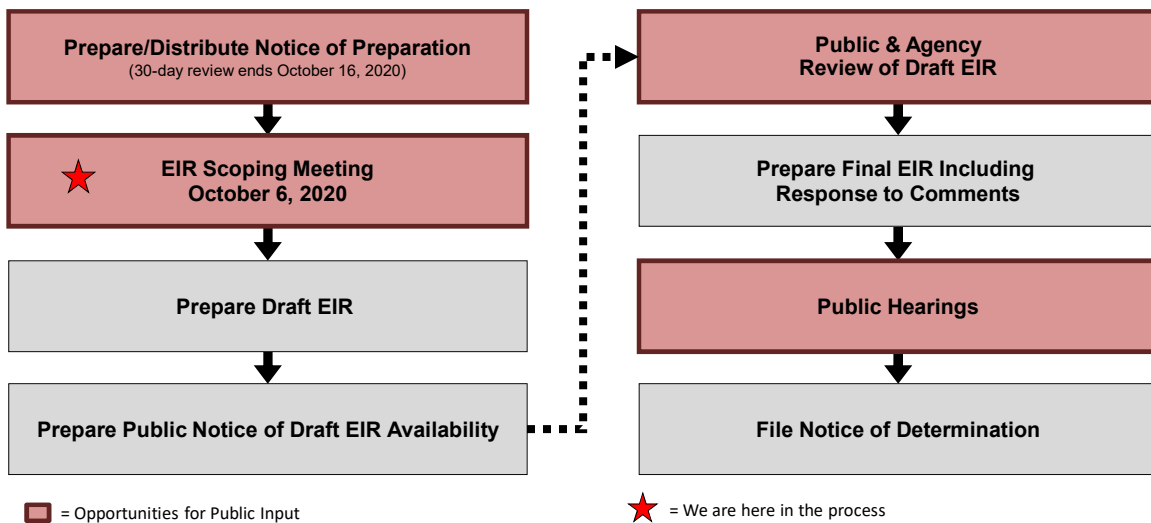 Prepare/Distribute Notice of Preparation
(30-day review ends October 16, 2020)
EIR Scoping Meeting
October 6, 2020
Prepare Draft EIR
Prepare Public Notice of Draft EIR Availability
Public & Agency
Review of Draft EIR
Prepare Final EIR Including
Response to Comments
Public Hearings
File Notice of Determination
= Opportunities for Public Input
= We are here in the process